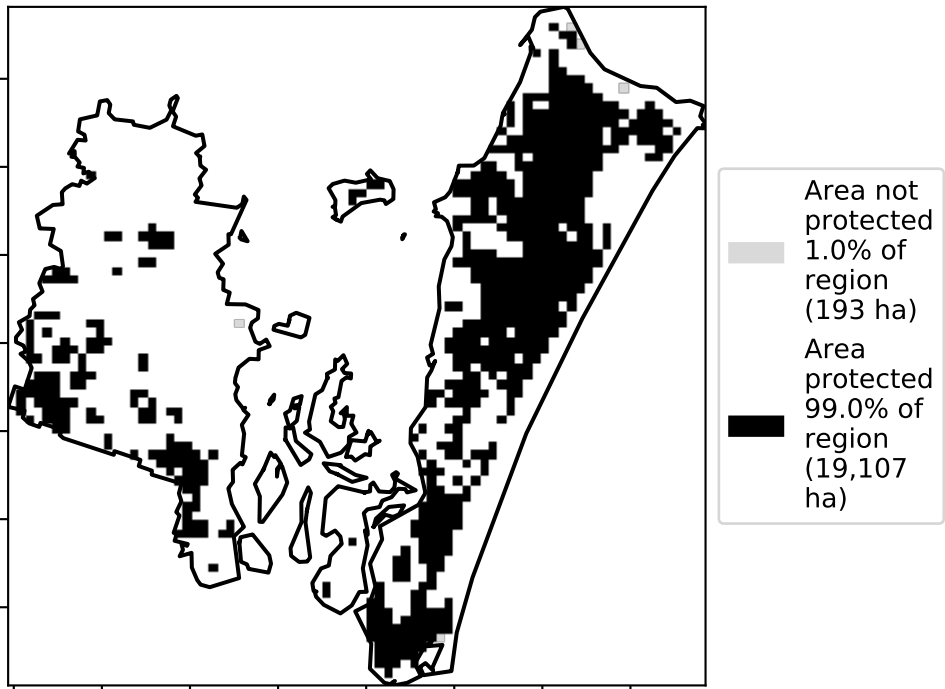 Area not
protected
1.0% of
region
(193 ha)
Area
protected
99.0% of
region
(19,107
ha)